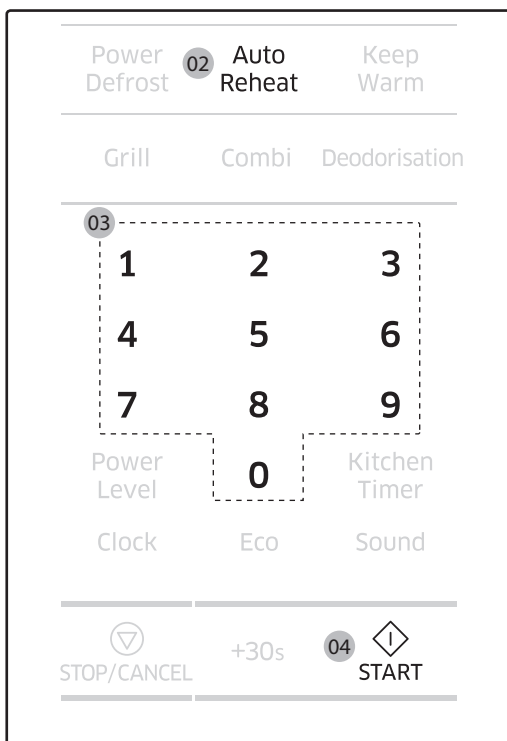 Power Defrost
02 Auto Reheat
Keep Warm
Grill Combi Deodorisation
03
1 2 3
4 5 6
7 8 9
Power Level
0
Kitchen Timer
Clock Eco Sound
STOP/CANCEL
+30s
04 START